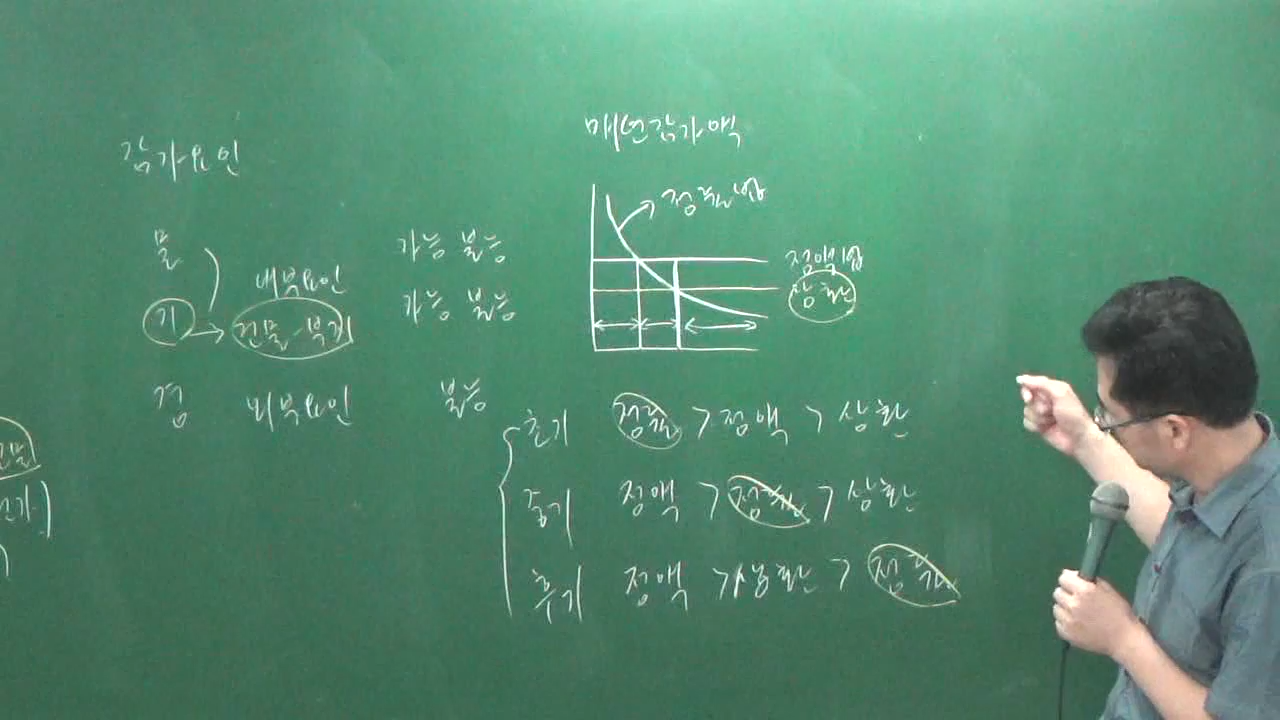 감가요인
물
내부요인
가능 불능
기
건물-부지
가능 불능
경
외부요인
불능
매년감가액
정률법
정액법
상환
초기 정률 > 정액 > 상환
중기 정액 > 정률 > 상환
후기 정액 > 상환 > 정률